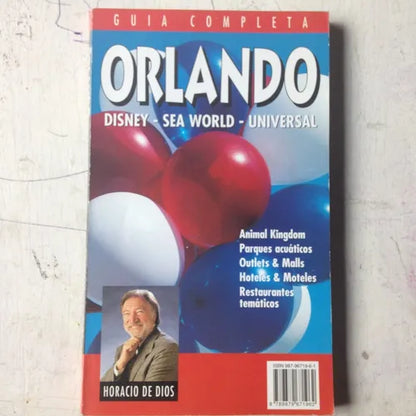 GUIA COMPLETA
ORLANDO
DISNEY - SEA WORLD - UNIVERSAL
Animal Kingdom
Parques acuáticos
Outlets & Malls
Hoteles & Moteles
Restaurantes
temáticos
HORACIO DE DIOS